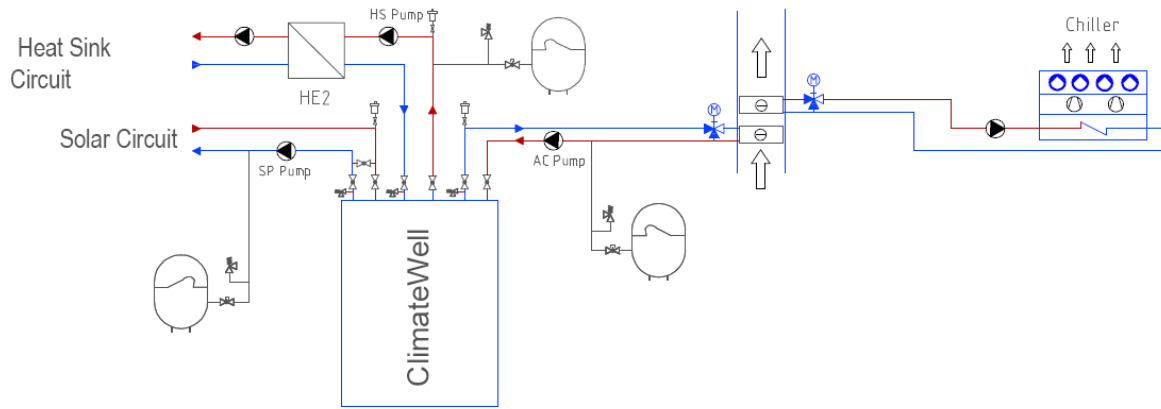 HS Pump
Chiller
Heat Sink
Circuit
HE2
M
M
Solar Circuit
SP Pump
AC Pump
ClimateWell